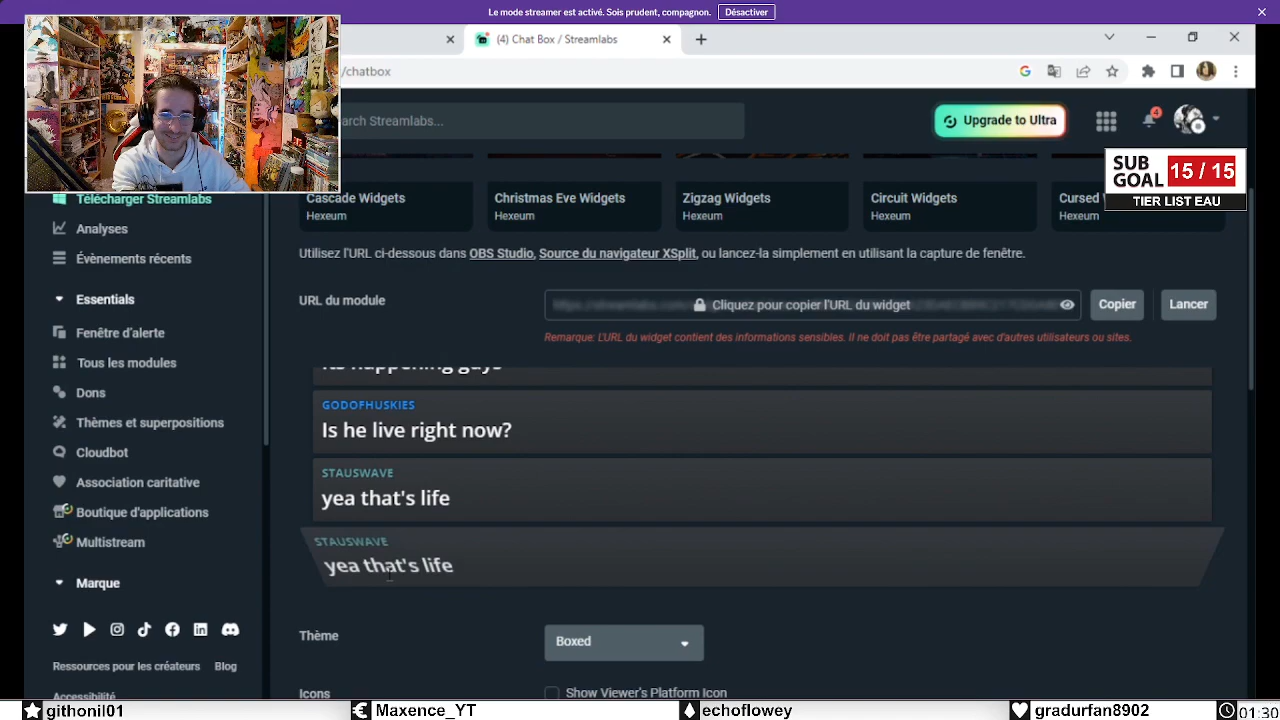 Le mode streamer est activé. Sois prudent, compagnon. Désactiver
(4) Chat Box / Streamlabs
/chatbox
arch Streamlabs...
Upgrade to Ultra
4
SUB GOAL 15 / 15
TIER LIST EAU
Télécharger Streamlabs
Analyses
Évènements récents
Essentials
Fenêtre d'alerte
Tous les modules
Dons
Thèmes et superpositions
Cloudbot
Association caritative
Boutique d'applications
Multistream
Marque
Ressources pour les créateurs Blog
Accessibilité
Cascade Widgets
Hexeum
Christmas Eve Widgets
Hexeum
Zigzag Widgets
Hexeum
Circuit Widgets
Hexeum
Cursed
Hexeum
Utilisez l'URL ci-dessous dans OBS Studio, Source du navigateur XSplit, ou lancez-la simplement en utilisant la capture de fenêtre.
URL du module
Cliquez pour copier l'URL du widget
Copier
Lancer
Remarque: L'URL du widget contient des informations sensibles. Il ne doit pas être partagé avec d'autres utilisateurs ou sites.
Its happening guys
GODOFHUSKIES
Is he live right now?
STAUSWAVE
yea that's life
STAUSWAVE
yea that's life
Thème
Boxed
Icons
Show Viewer's Platform Icon
githonil01
Maxence_YT
echoflowey
gradurfan8902
01:30